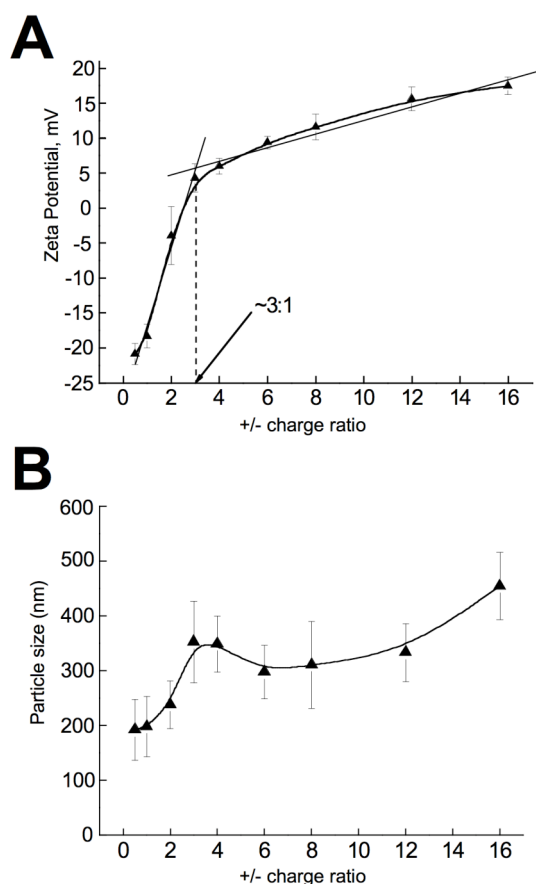 A
Zeta Potential, mV
20
15
10
5
0
-5
-10
-15
-20
-25
~3:1
0 2 4 6 8 10 12 14 16
+/- charge ratio
B
Particle size (nm)
600
500
400
300
200
100
0
0 2 4 6 8 10 12 14 16
+/- charge ratio